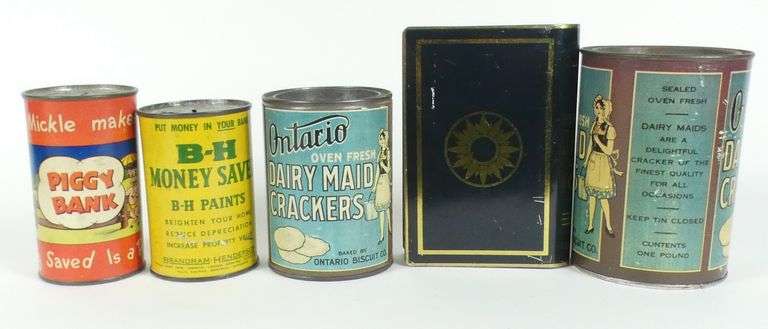 Mickle make
PIGGY
BANK
Saved Is a
PUT MONEY IN YOUR BANK
B-H
MONEY SAVE
B-H PAINTS
BRIGHTEN YOUR HOME
REDUCE DEPRECIATION
INCREASE PROPERTY VALUE
BRANDRAM-HENDERSON
Ontario
OVEN FRESH
DAIRY MAID
CRACKERS
BAKED BY
ONTARIO BISCUIT CO.
SEALED
OVEN FRESH
DAIRY MAIDS
ARE A
DELIGHTFUL
CRACKER OF THE
FINEST QUALITY
FOR ALL
OCCASIONS
KEEP TIN CLOSED
CONTENTS
ONE POUND